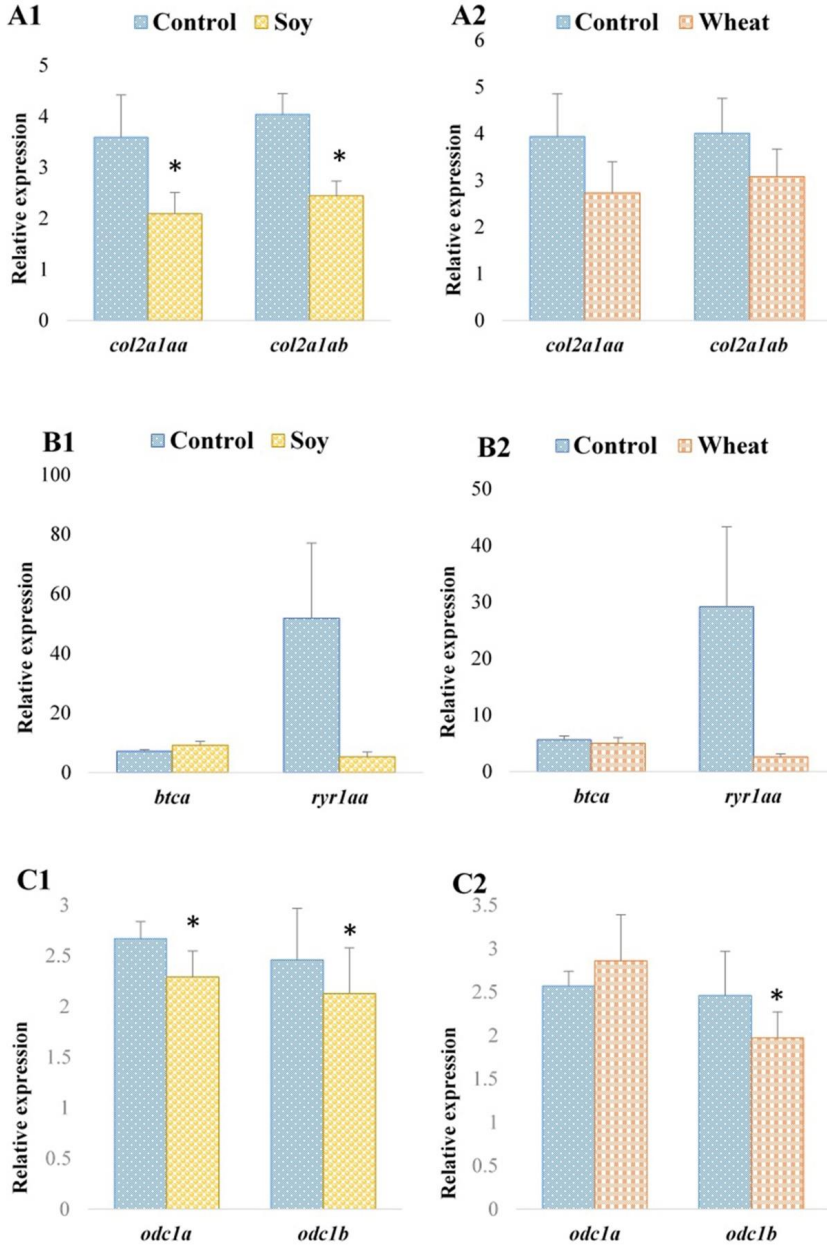 A1
Control Soy
Relative expression
5
4
3
2
1
0
*
*
col2a1aa col2a1ab
A2
Control Wheat
Relative expression
6
5
4
3
2
1
0
col2a1aa col2a1ab
B1
Control Soy
Relative expression
100
80
60
40
20
0
btca ryr1aa
B2
Control Wheat
Relative expression
50
40
30
20
10
0
btca ryr1aa
C1
Relative expression
3
2.5
2
1.5
1
0.5
0
*
*
odc1a odc1b
C2
Relative expression
3.5
3
2.5
2
1.5
1
0.5
0
*
odc1a odc1b